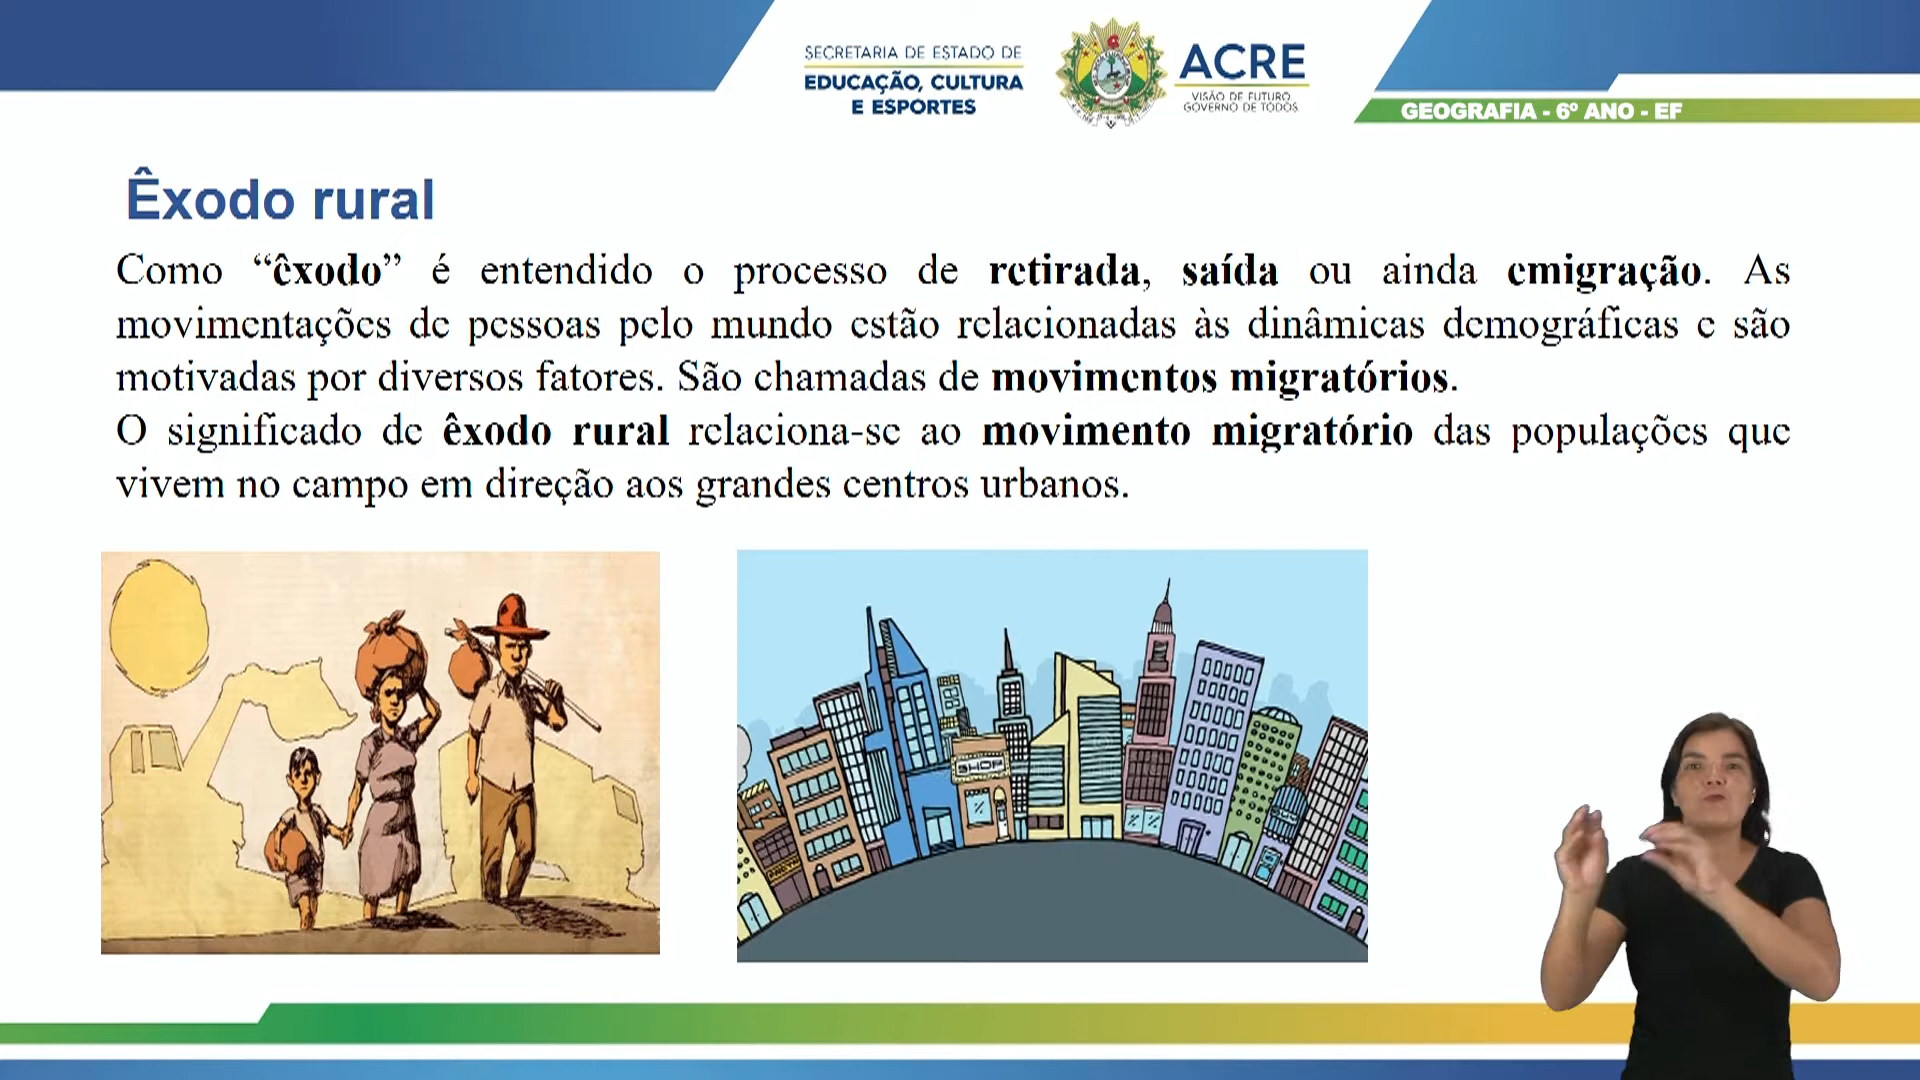 SECRETARIA DE ESTADO DE
EDUCAÇÃO, CULTURA
E ESPORTES
ACRE
VISÃO DE FUTURO
GOVERNO DE TODOS
GEOGRAFIA - 6º ANO - EF
Êxodo rural
Como “êxodo” é entendido o processo de retirada, saída ou ainda emigração. As
movimentações de pessoas pelo mundo estão relacionadas às dinâmicas demográficas e são
motivadas por diversos fatores. São chamadas de movimentos migratórios.
O significado de êxodo rural relaciona-se ao movimento migratório das populações que
vivem no campo em direção aos grandes centros urbanos.
SHOP